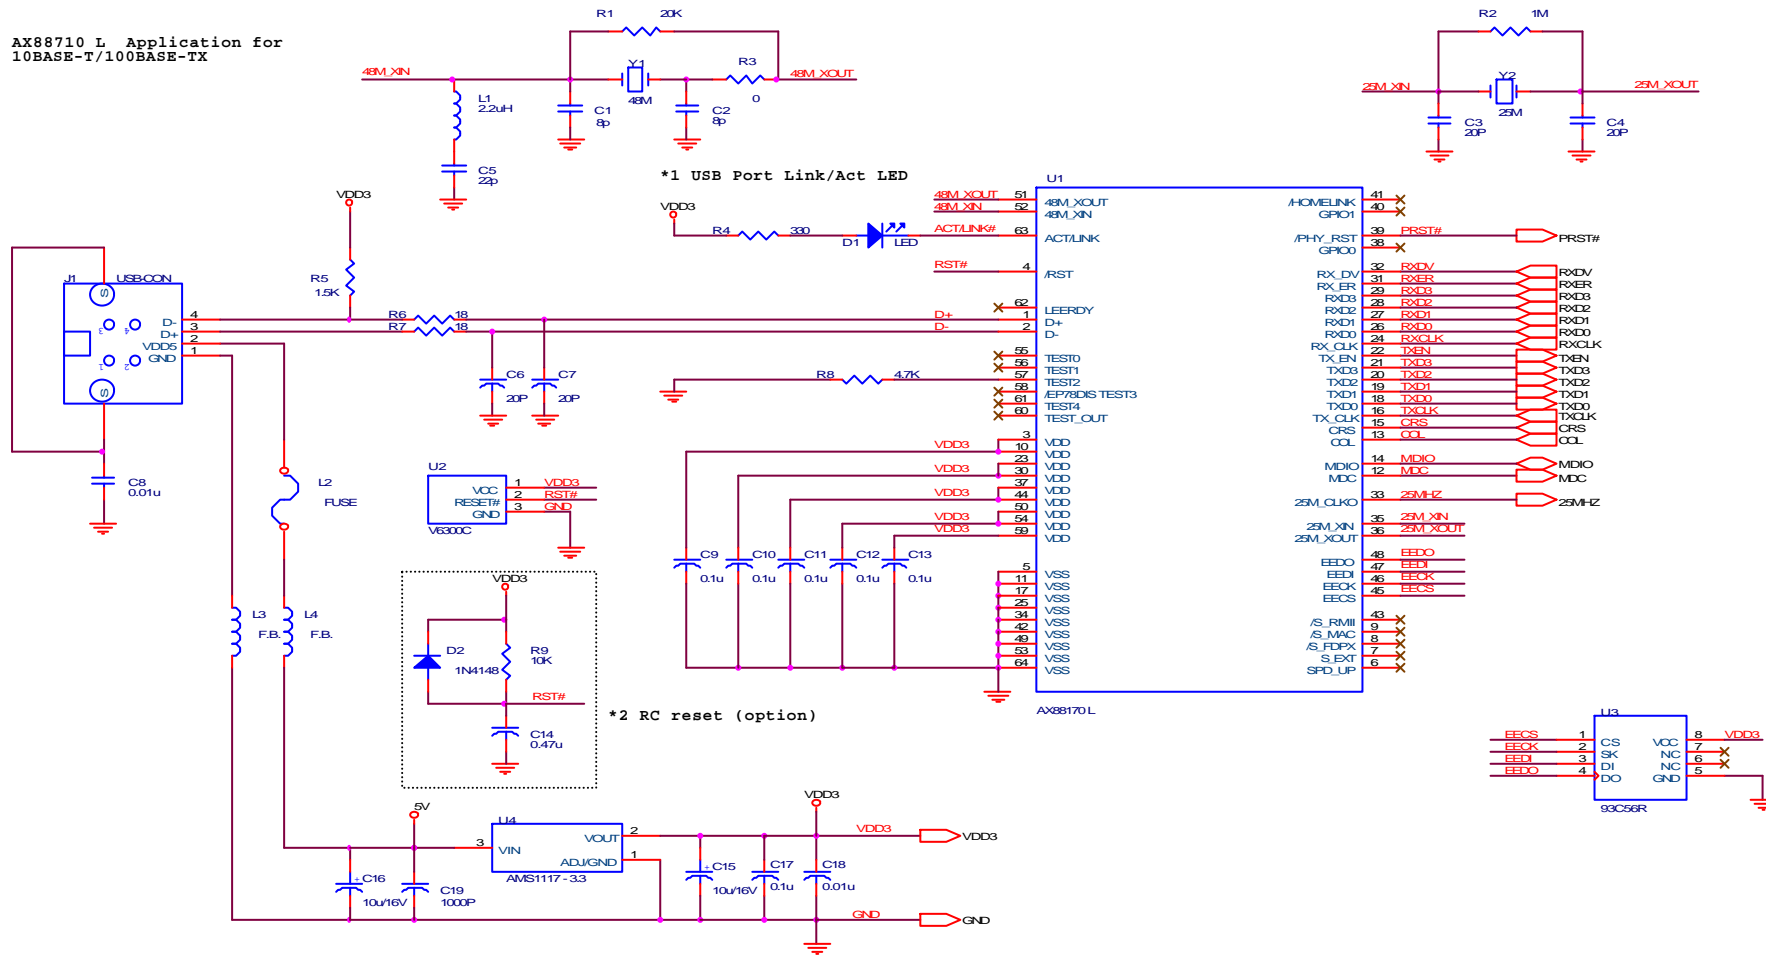 AX88710 L Application for
10BASE-T/100BASE-TX
R1 20K
48M_XIN
Y1
48M
R3
0
48M_XOUT
L1
2.2uH
C1
8p
C2
8p
C5
22p
R2 1M
25M_XIN
Y2
25M
25M_XOUT
C3
20P
C4
20P
*1 USB Port Link/Act LED
VDD3
R4 330
D1 LED
ACT/LINK#
48M_XOUT 51
48M_XIN 52
63
RST# 4
62
D+ 1
D- 2
55
56
57
58
61
60
3
10
23
30
37
44
50
54
59
5
11
17
25
34
42
49
53
64
U1
48M_XOUT
48M_XIN
ACT/LINK
/RST
LEERDY
D+
D-
TEST0
TEST1
TEST2
/EP78DIS TEST3
TEST4
TEST_OUT
VDD
VDD
VDD
VDD
VDD
VDD
VDD
VDD
VDD
VSS
VSS
VSS
VSS
VSS
VSS
VSS
VSS
VSS
AX88170 L
/HOMELINK 41
GPIO1 40
/PHY_RST 39 PRST# PRST#
GPIO0 38
RX_DV 32 RXDV RXDV
RX_ER 31 RXER RXER
RXD3 29 RXD3 RXD3
RXD2 28 RXD2 RXD2
RXD1 27 RXD1 RXD1
RXD0 26 RXD0 RXD0
RX_CLK 24 RXCLK RXCLK
TX_EN 22 TXEN TXEN
TXD3 21 TXD3 TXD3
TXD2 20 TXD2 TXD2
TXD1 19 TXD1 TXD1
TXD0 18 TXD0 TXD0
TX_CLK 16 TXCLK TXCLK
CRS 15 CRS CRS
COL 13 COL COL
MDIO 14 MDIO MDIO
MDC 12 MDC MDC
25M_CLKO 33 25MHZ 25MHZ
25M_XIN 35 25M_XIN
25M_XOUT 36 25M_XOUT
EEDO 48 EEDO
EEDI 47 EEDI
EECK 46 EECK
EECS 45 EECS
/S_RMII 43
/S_MAC 9
/S_FDPX 8
S_EXT 7
SPD_UP 6
VDD3
R5
1.5K
J1 USB-CON
S
3 4
1 2
S
D- 4
D+ 3
VDD5 2
GND 1
R6 18
R7 18
C6
20P
C7
20P
R8 4.7K
C8
0.01u
L2
FUSE
U2
VCC 1 VDD3
RESET# 2 RST#
GND 3 GND
V6300C
VDD3
VDD3
VDD3
VDD3
VDD3
C9
0.1u
C10
0.1u
C11
0.1u
C12
0.1u
C13
0.1u
L3
F.B.
L4
F.B.
VDD3
D2
1N4148
R9
10K
RST#
C14
0.47u
*2 RC reset (option)
5V
U4
3 VIN
VOUT 2
ADJ/GND 1
AMS1117 - 3.3
+ C16
10u/16V
C19
1000P
+ C15
10u/16V
C17
0.1u
C18
0.01u
VDD3
VDD3 VDD3
GND GND
U3
EECS 1 CS
EECK 2 SK
EEDI 3 DI
EEDO 4 DO
VCC 8 VDD3
NC 7
NC 6
GND 5
93C56R